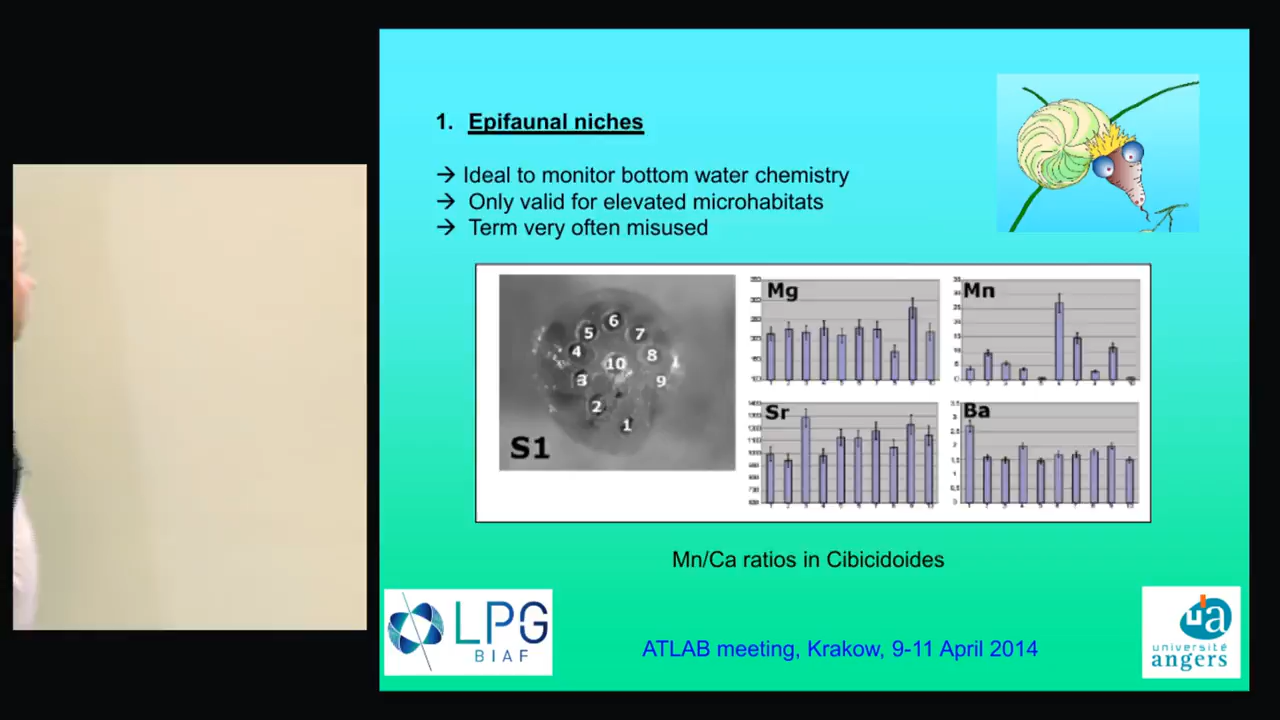 1. Epifaunal niches
→ Ideal to monitor bottom water chemistry
→ Only valid for elevated microhabitats
→ Term very often misused
6
5
7
4
8
10
3
9
2
1
S1
Mg
Mn
Sr
Ba
Mn/Ca ratios in Cibicidoides
LPG
BIAF
ATLAB meeting, Krakow, 9-11 April 2014
ua
université
angers